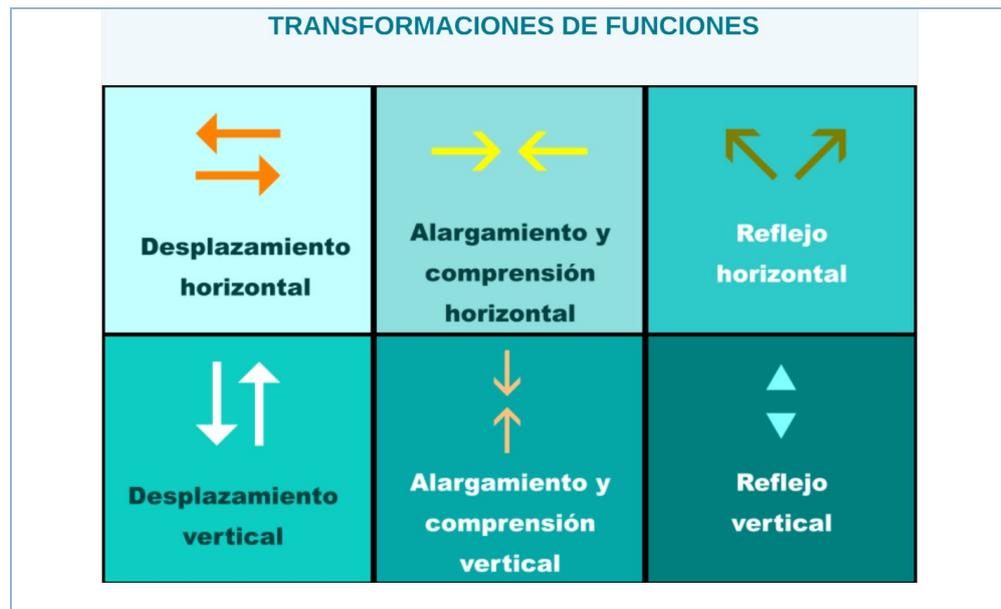 TRANSFORMACIONES DE FUNCIONES
Desplazamiento
horizontal
Alargamiento y
comprensión
horizontal
Reflejo
horizontal
Desplazamiento
vertical
Alargamiento y
comprensión
vertical
Reflejo
vertical